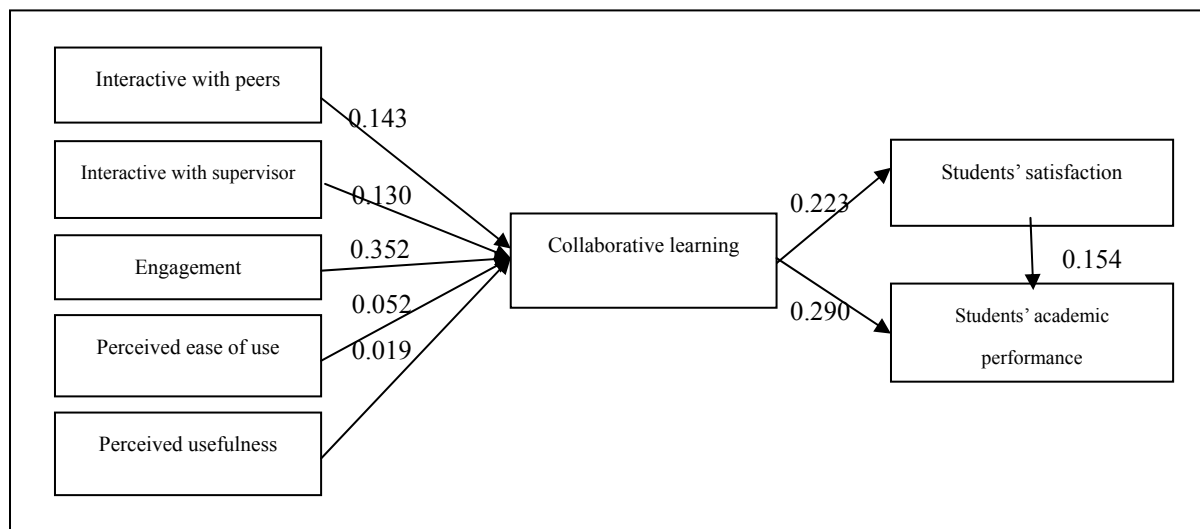 Interactive with peers
0.143
Interactive with supervisor
0.130
Engagement
0.352
Perceived ease of use
0.052
Perceived usefulness
0.019
Collaborative learning
0.223
0.290
Students’ satisfaction
0.154
Students’ academic
performance